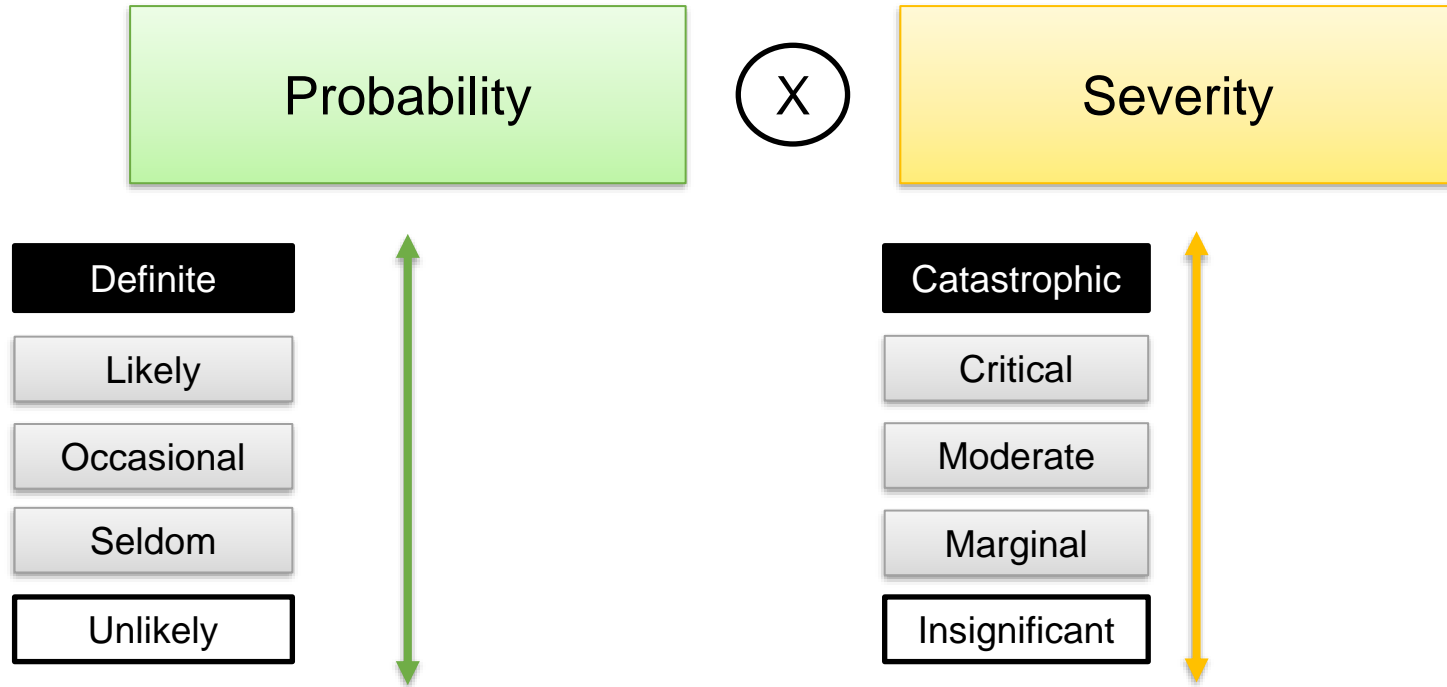 Probability
X
Severity
Definite
Likely
Occasional
Seldom
Unlikely
Catastrophic
Critical
Moderate
Marginal
Insignificant